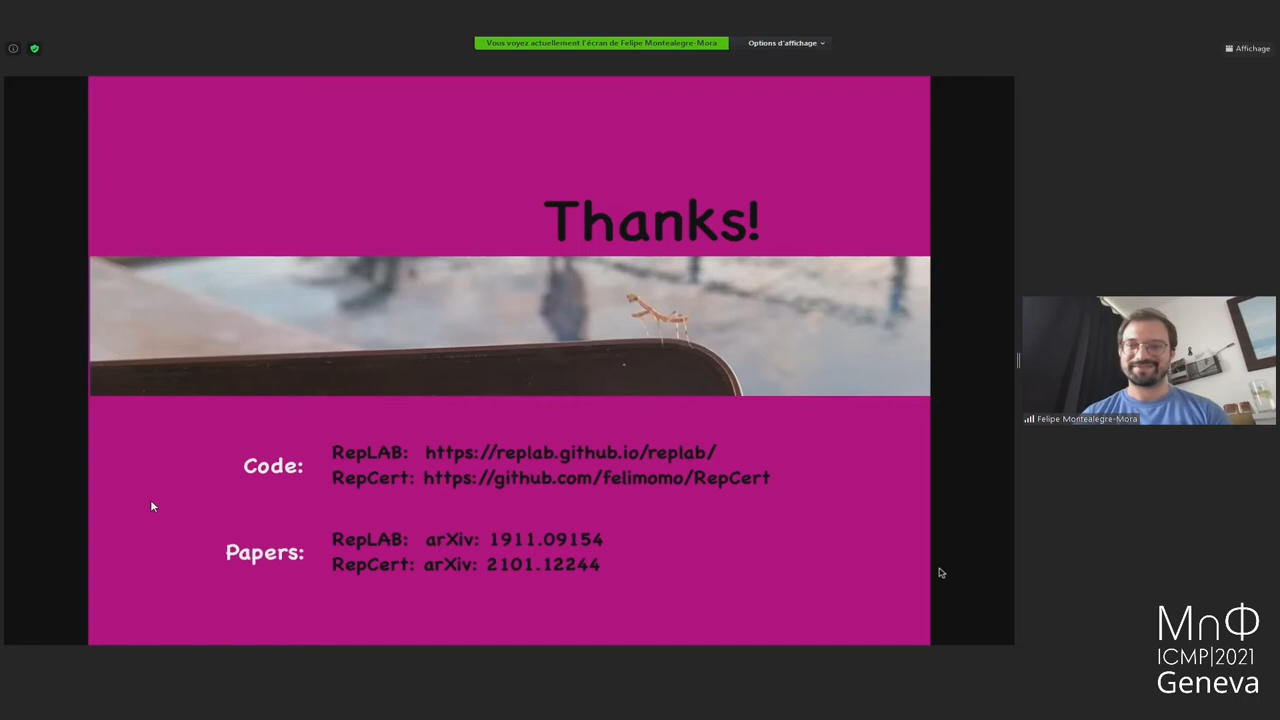 Vous voyez actuellement l'écran de Felipe Montealegre-Mora
Options d'affichage
Affichage
Thanks!
Code:
RepLAB: https://replab.github.io/replab/
RepCert: https://github.com/felimomo/RepCert
Papers:
RepLAB: arXiv: 1911.09154
RepCert: arXiv: 2101.12244
Felipe Montealegre-Mora
M∩Φ
ICMP|2021
Geneva